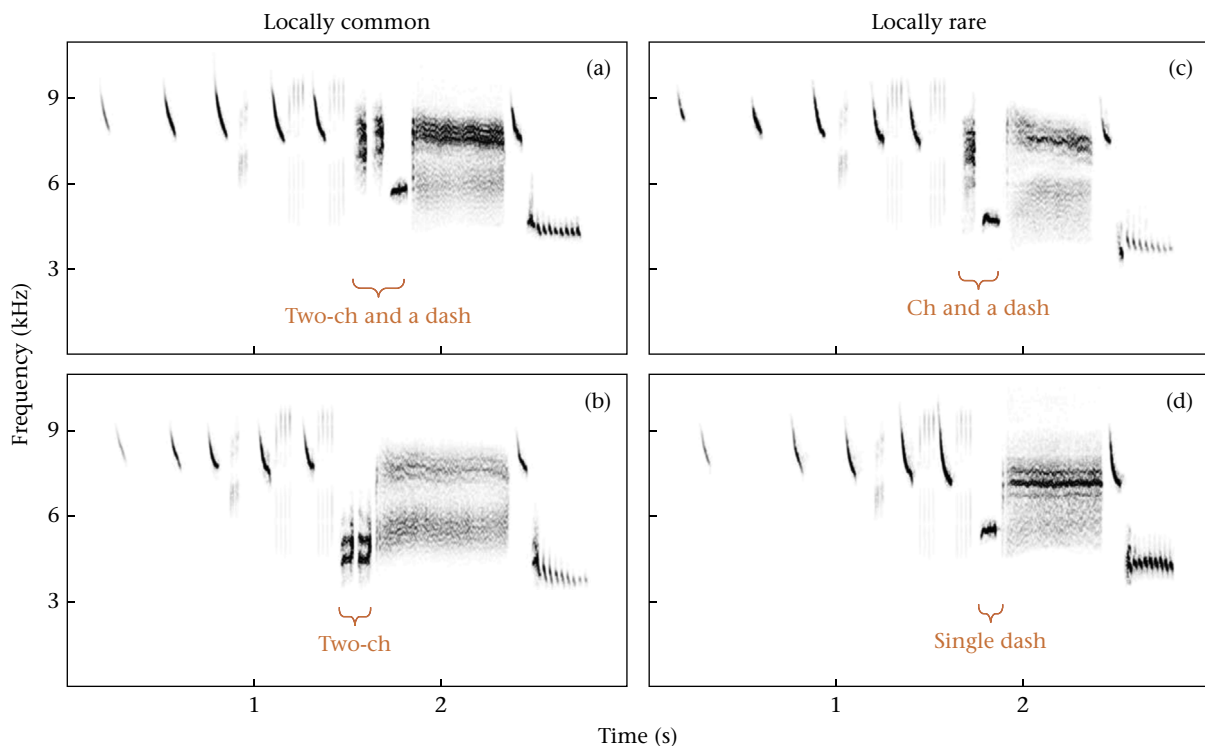 Locally common
Locally rare
(a)
(c)
9
6
3
Two-ch and a dash
Ch and a dash
Frequency (kHz)
(b)
(d)
9
6
3
Two-ch
Single dash
1
2
1
2
Time (s)